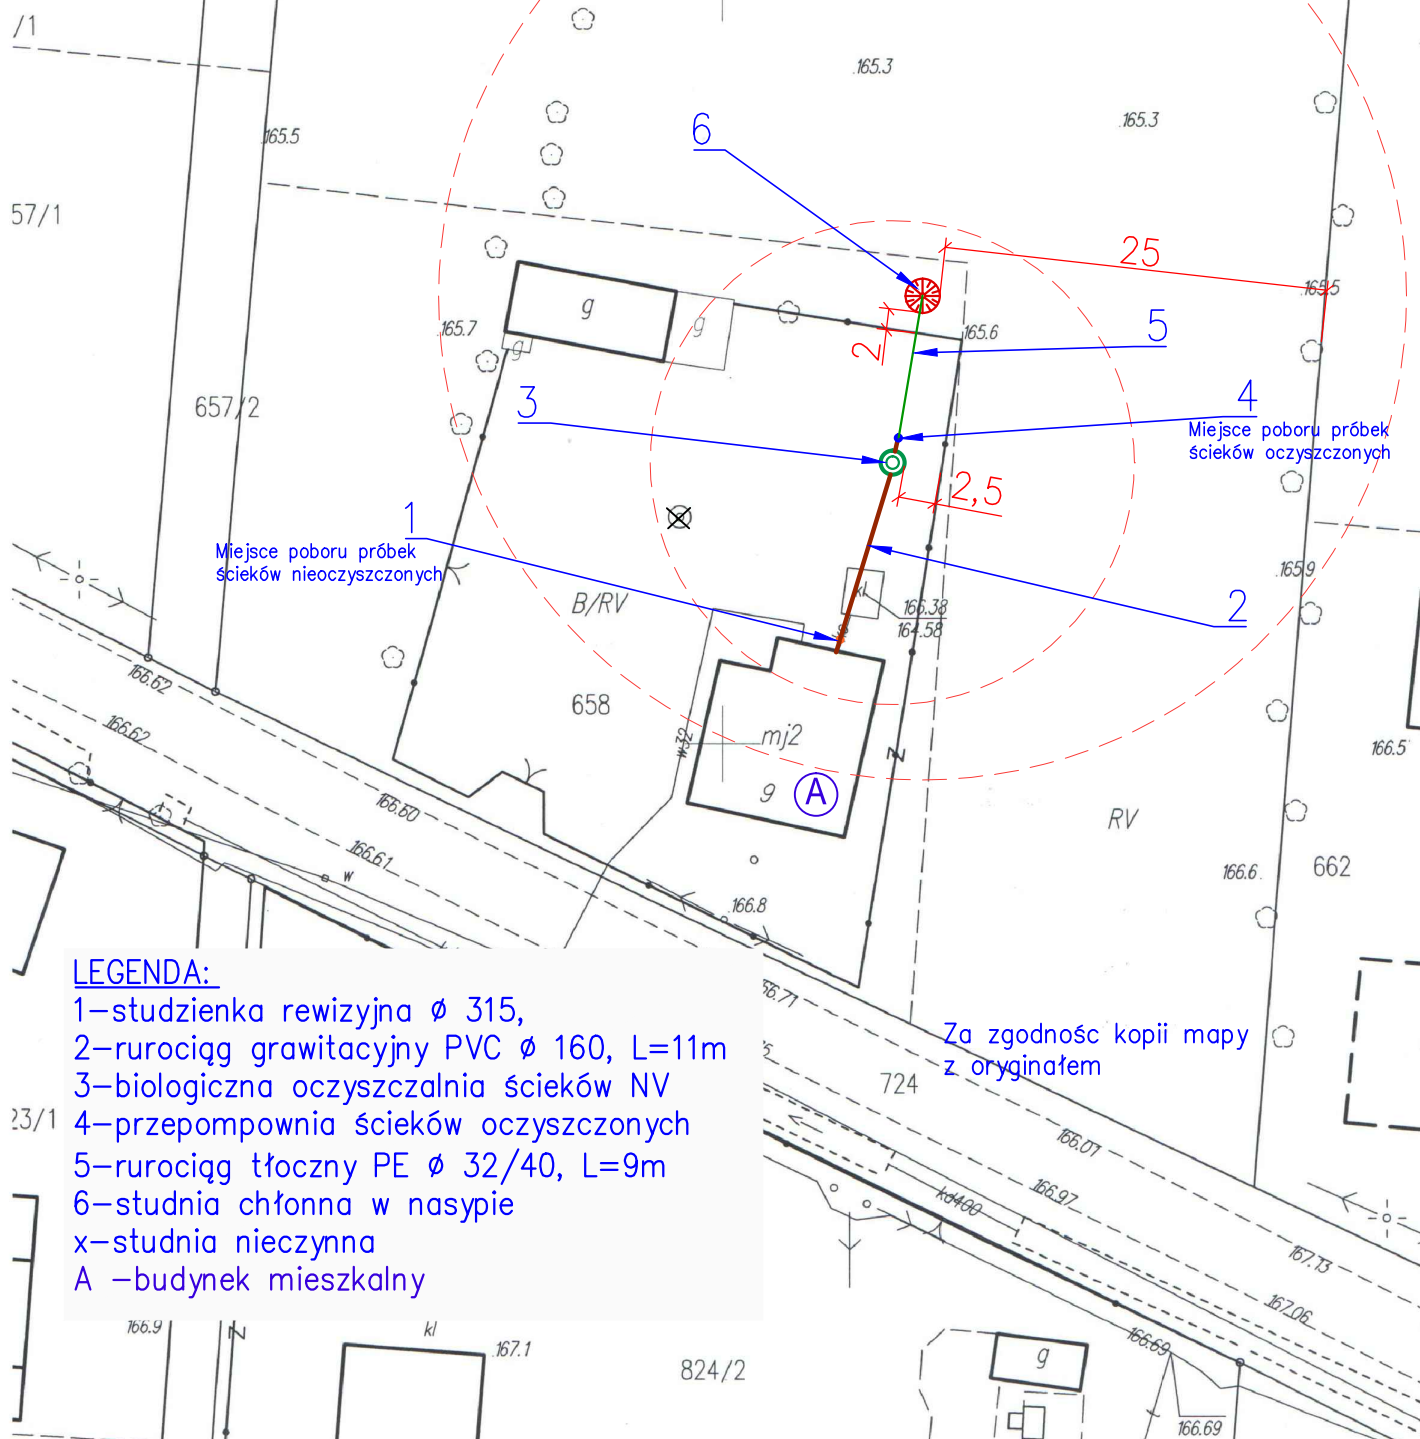 /1
165.3
165.3
6
165.5
57/1
25
165.5
g
g
g
165.7
165.6
2
5
657/2
3
4
Miejsce poboru próbek
ścieków oczyszczonych
2,5
1
Miejsce poboru próbek
ścieków nieoczyszczonych
165.9
B/RV
kl
166.38
164.58
2
658
166.62
166.62
w32
mj2
g
A
166.5
166.60
RV
166.61
w
166.6.
662
166.8
LEGENDA:
1-studzienka rewizyjna ø 315,
2-rurociąg grawitacyjny PVC ø 160, L=11m
3-biologiczna oczyszczalnia ścieków NV
4-przepompownia ścieków oczyszczonych
5-rurociąg tłoczny PE ø 32/40, L=9m
6-studnia chłonna w nasypie
x-studnia nieczynna
A -budynek mieszkalny
66.71
Za zgodnośc kopii mapy
z oryginałem
724
23/1
166.07
166.97
kd400
167.13
167.06
166.9
kl
167.1
166.69
g
824/2
166.69